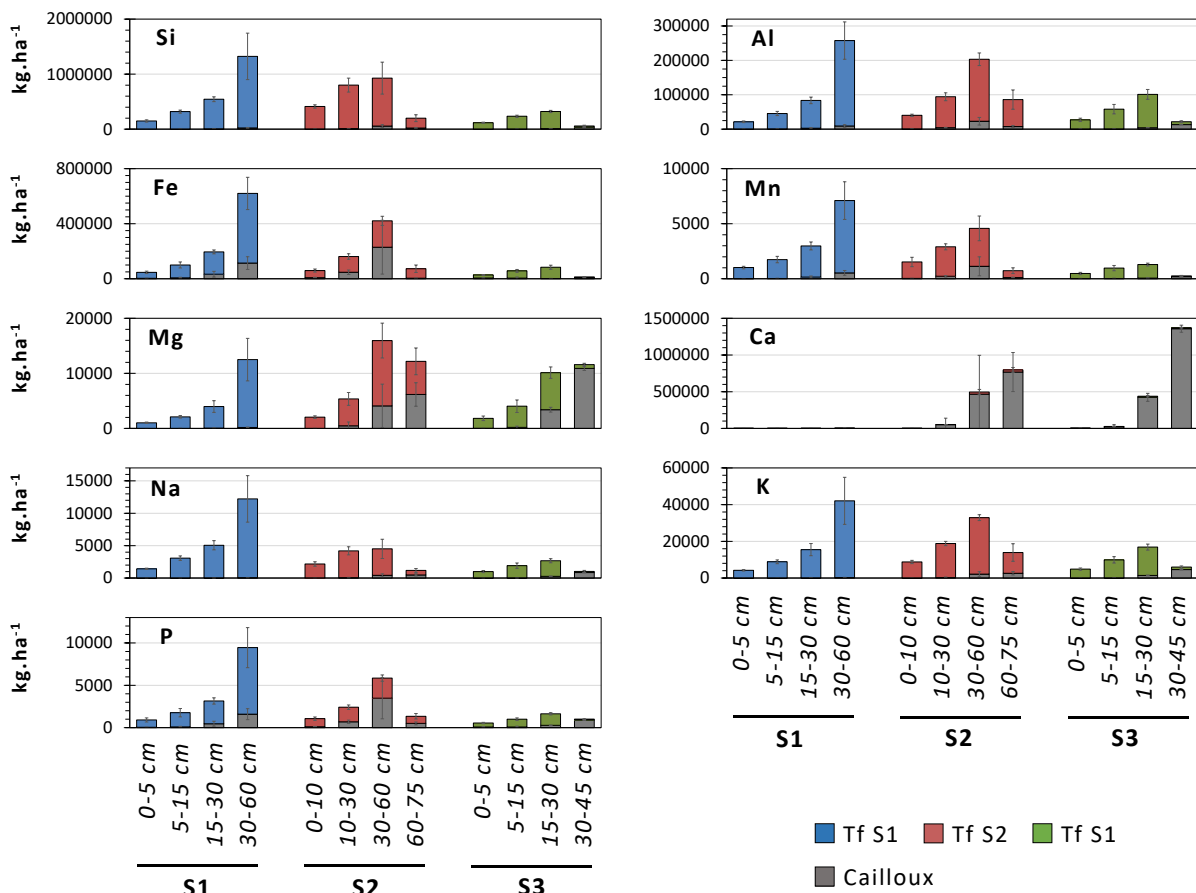 Si
kg.ha-1
2000000
1000000
0
Al
300000
200000
100000
0
Fe
kg.ha-1
800000
400000
0
Mn
10000
5000
0
Mg
kg.ha-1
20000
10000
0
Ca
1500000
1000000
500000
0
Na
kg.ha-1
15000
10000
5000
0
K
60000
40000
20000
0
P
kg.ha-1
10000
5000
0
0-5 cm
5-15 cm
15-30 cm
30-60 cm
0-10 cm
10-30 cm
30-60 cm
60-75 cm
0-5 cm
5-15 cm
15-30 cm
30-45 cm
S1 S2 S3
0-5 cm
5-15 cm
15-30 cm
30-60 cm
0-10 cm
10-30 cm
30-60 cm
60-75 cm
0-5 cm
5-15 cm
15-30 cm
30-45 cm
S1 S2 S3
Tf S1 Tf S2 Tf S1
Cailloux